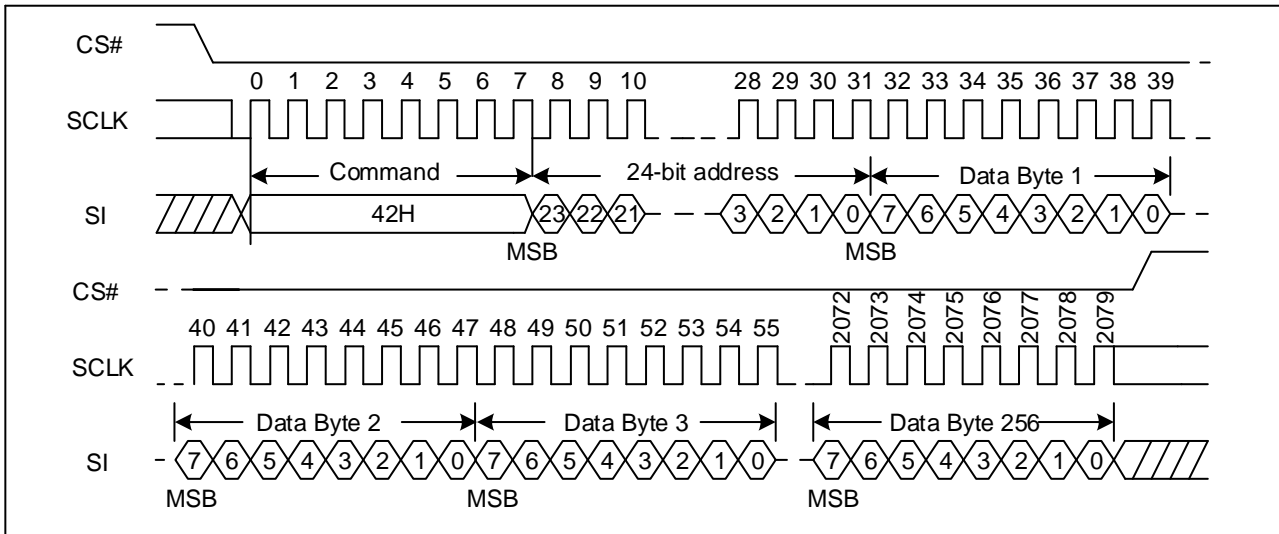 CS#
0 1 2 3 4 5 6 7 8 9 10 28 29 30 31 32 33 34 35 36 37 38 39
SCLK
Command 24-bit address Data Byte 1
SI 42H 23 22 21 3 2 1 0 7 6 5 4 3 2 1 0
MSB MSB
CS#
40 41 42 43 44 45 46 47 48 49 50 51 52 53 54 55 2072 2073 2074 2075 2076 2077 2078 2079
SCLK
Data Byte 2 Data Byte 3 Data Byte 256
SI 7 6 5 4 3 2 1 0 7 6 5 4 3 2 1 0 7 6 5 4 3 2 1 0
MSB MSB MSB